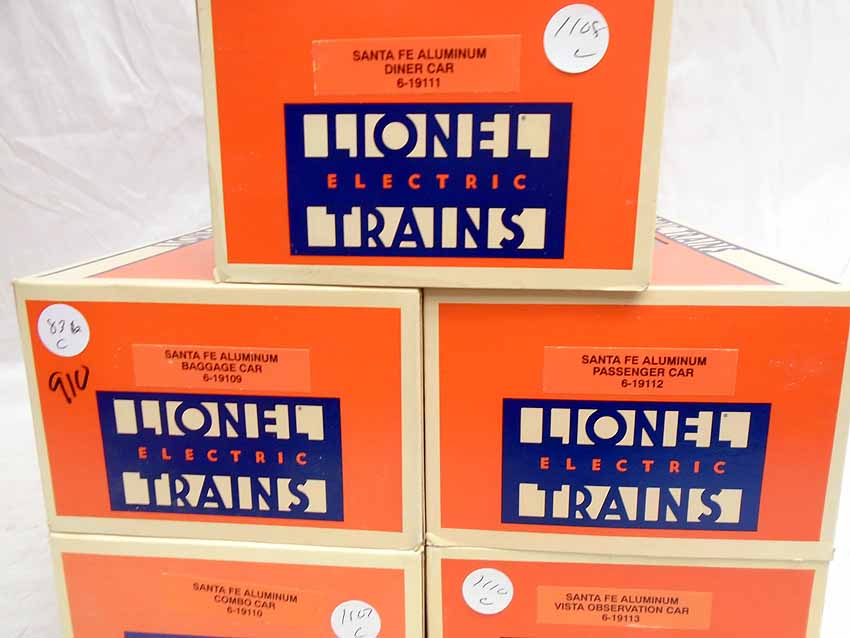 1108
c
SANTA FE ALUMINUM
DINER CAR
6-19111
LIONEL®
ELECTRIC
TRAINS
C
910
SANTA FE ALUMINUM
BAGGAGE CAR
6-19109
LIONEL
ELECTRIC
TRAINS
SANTA FE ALUMINUM
PASSENGER CAR
6-19112
LIONEL
ELECTRIC
TRAINS
SANTA FE ALUMINUM
COMBO CAR
6-19110
1107
C
1110
C
SANTA FE ALUMINUM
VISTA OBSERVATION CAR
6-19113